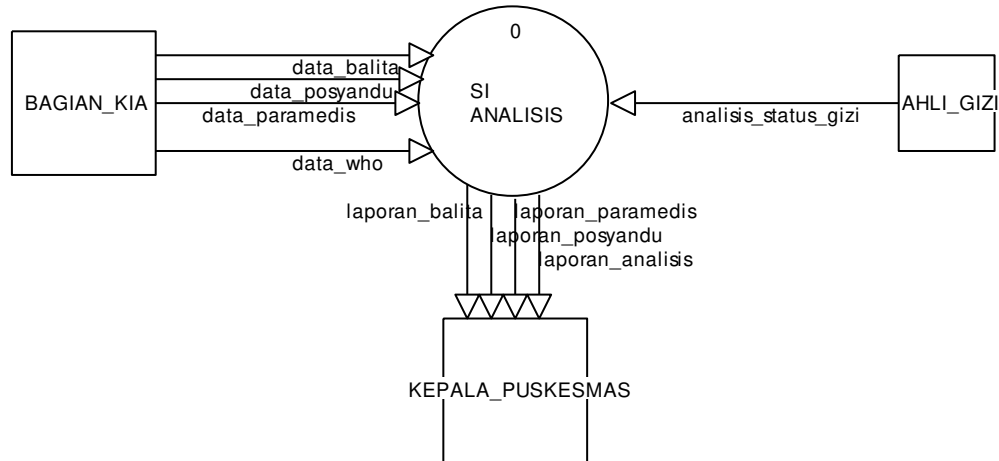 0
data_balita
data_posyandu
BAGIAN_KIA
data_paramedis
data_who
SI
ANALISIS
analisis_status_gizi
AHLI_GIZI
laporan_balita
laporan_paramedis
laporan_posyandu
laporan_analisis
KEPALA_PUSKESMAS